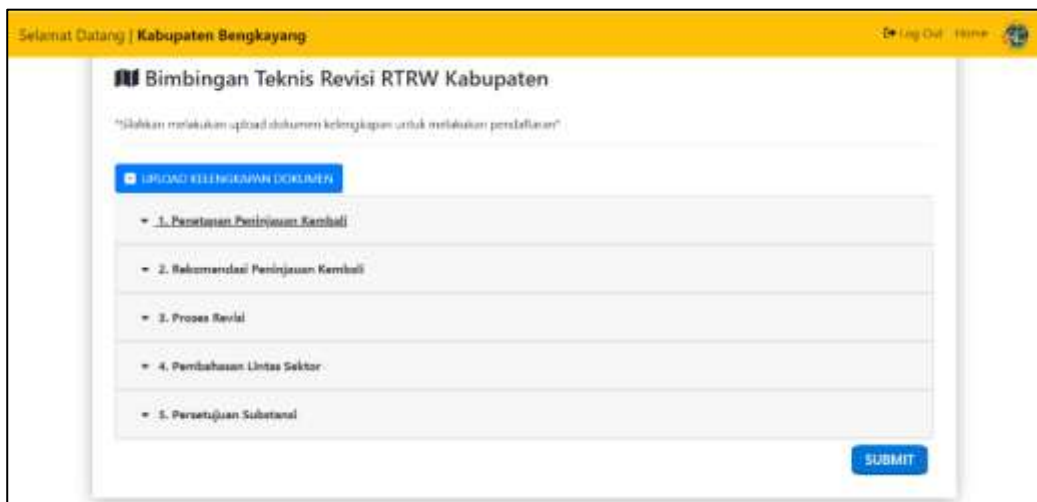 Selamat Datang | Kabupaten Bengkayang
Log Out Home
Bimbingan Teknis Revisi RTRW Kabupaten
"Silahkan melakukan upload dokumen kelengkapan untuk melakukan pendaftaran"
UPLOAD KELENGKAPAN DOKUMEN
1. Penetapan Peninjauan Kembali
2. Rekomendasi Peninjauan Kembali
3. Proses Revisi
4. Pembahasan Lintas Sektor
5. Persetujuan Substansi
SUBMIT